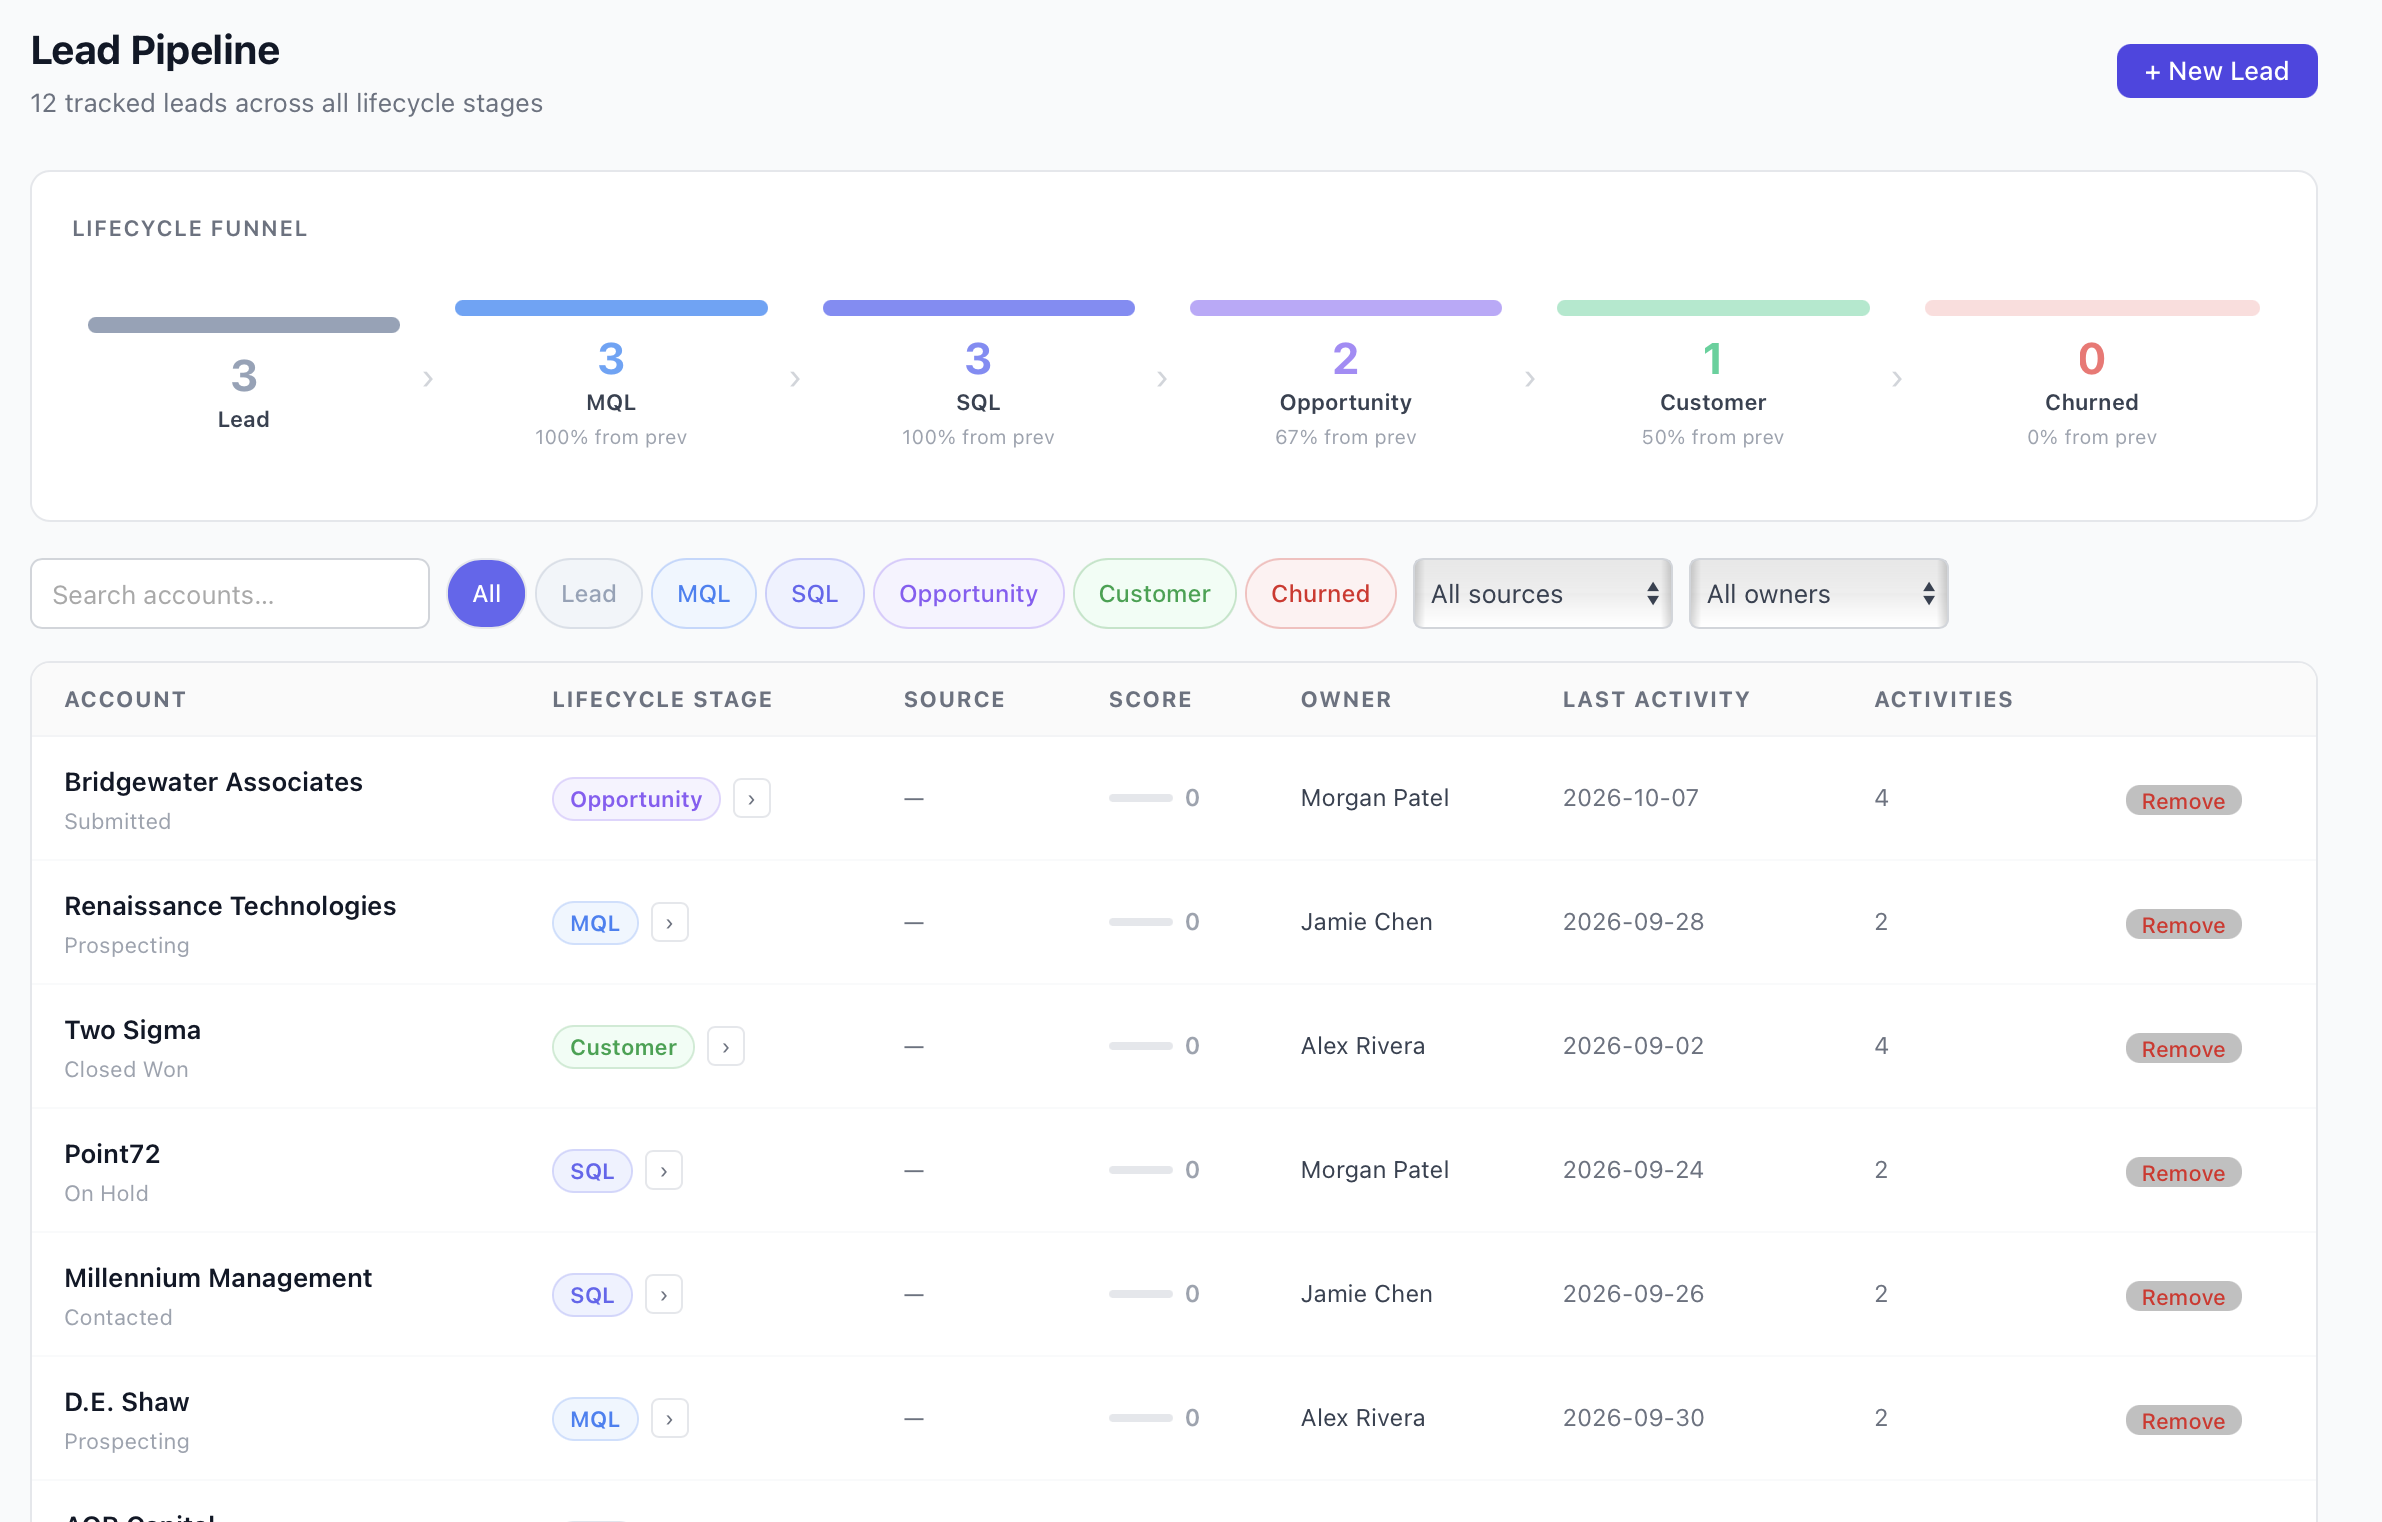 Lead Pipeline
12 tracked leads across all lifecycle stages
+ New Lead
LIFECYCLE FUNNEL
3
Lead
›
3
MQL
100% from prev
›
3
SQL
100% from prev
›
2
Opportunity
67% from prev
›
1
Customer
50% from prev
›
0
Churned
0% from prev
Search accounts... All Lead MQL SQL Opportunity Customer Churned All sources All owners
ACCOUNT LIFECYCLE STAGE SOURCE SCORE OWNER LAST ACTIVITY ACTIVITIES
Bridgewater Associates
Submitted
Opportunity › — 0 Morgan Patel 2026-10-07 4 Remove
Renaissance Technologies
Prospecting
MQL › — 0 Jamie Chen 2026-09-28 2 Remove
Two Sigma
Closed Won
Customer › — 0 Alex Rivera 2026-09-02 4 Remove
Point72
On Hold
SQL › — 0 Morgan Patel 2026-09-24 2 Remove
Millennium Management
Contacted
SQL › — 0 Jamie Chen 2026-09-26 2 Remove
D.E. Shaw
Prospecting
MQL › — 0 Alex Rivera 2026-09-30 2 Remove
Capital